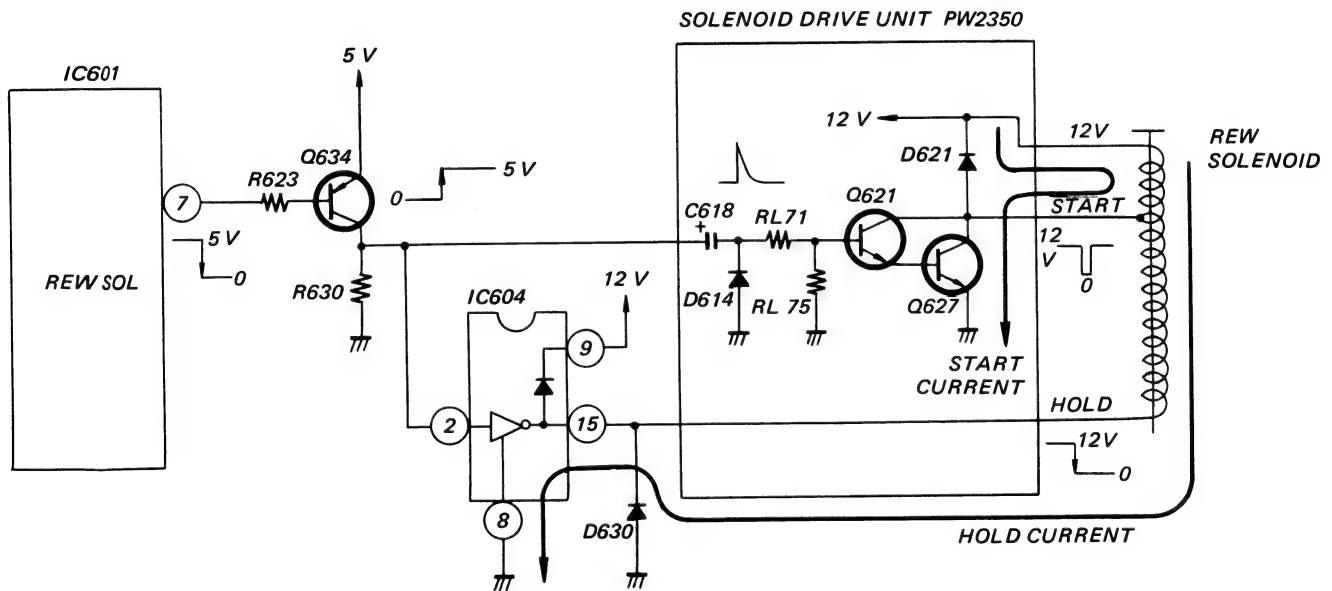 SOLENOID DRIVE UNIT PW2350
IC601
5 V
Q634
R623
7
5 V
0
REW SOL
0
5 V
R630
IC604
12 V
9
2
15
8
D630
12 V
D621
C618
+
RL71
Q621
D614
RL 75
Q627
START
CURRENT
12V
REW
SOLENOID
START
12
V
0
HOLD
12V
0
HOLD CURRENT